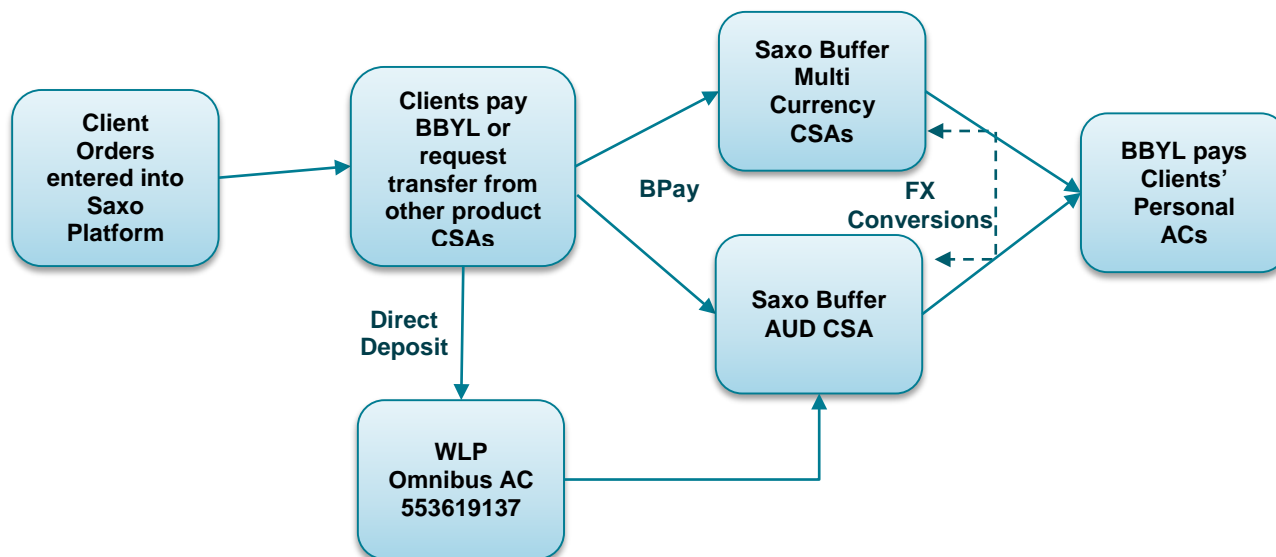 Client
Orders
entered into
Saxo
Platform
Clients pay
BBYL or
request
transfer from
other product
CSAs
Direct
Deposit
WLP
Omnibus AC
553619137
BPay
Saxo Buffer
Multi
Currency
CSAs
FX
Conversions
Saxo Buffer
AUD CSA
BBYL pays
Clients’
Personal
ACs